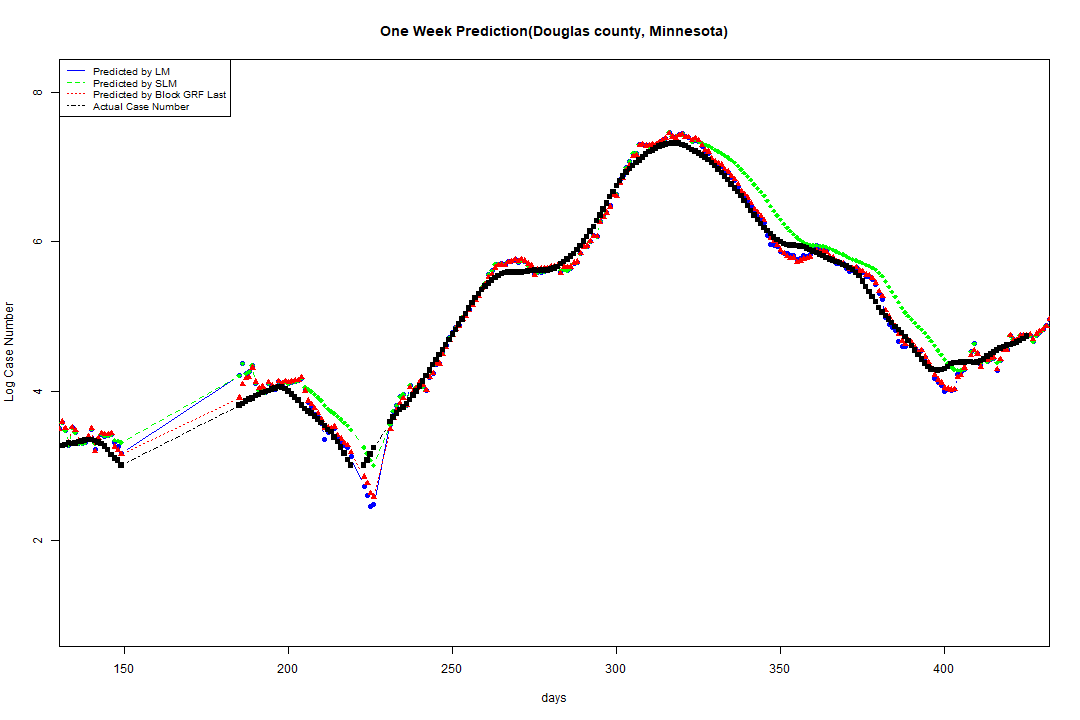 One Week Prediction(Douglas county, Minnesota)
Predicted by LM
Predicted by SLM
Predicted by Block GRF Last
Actual Case Number
8
6
4
2
Log Case Number
150 200 250 300 350 400
days